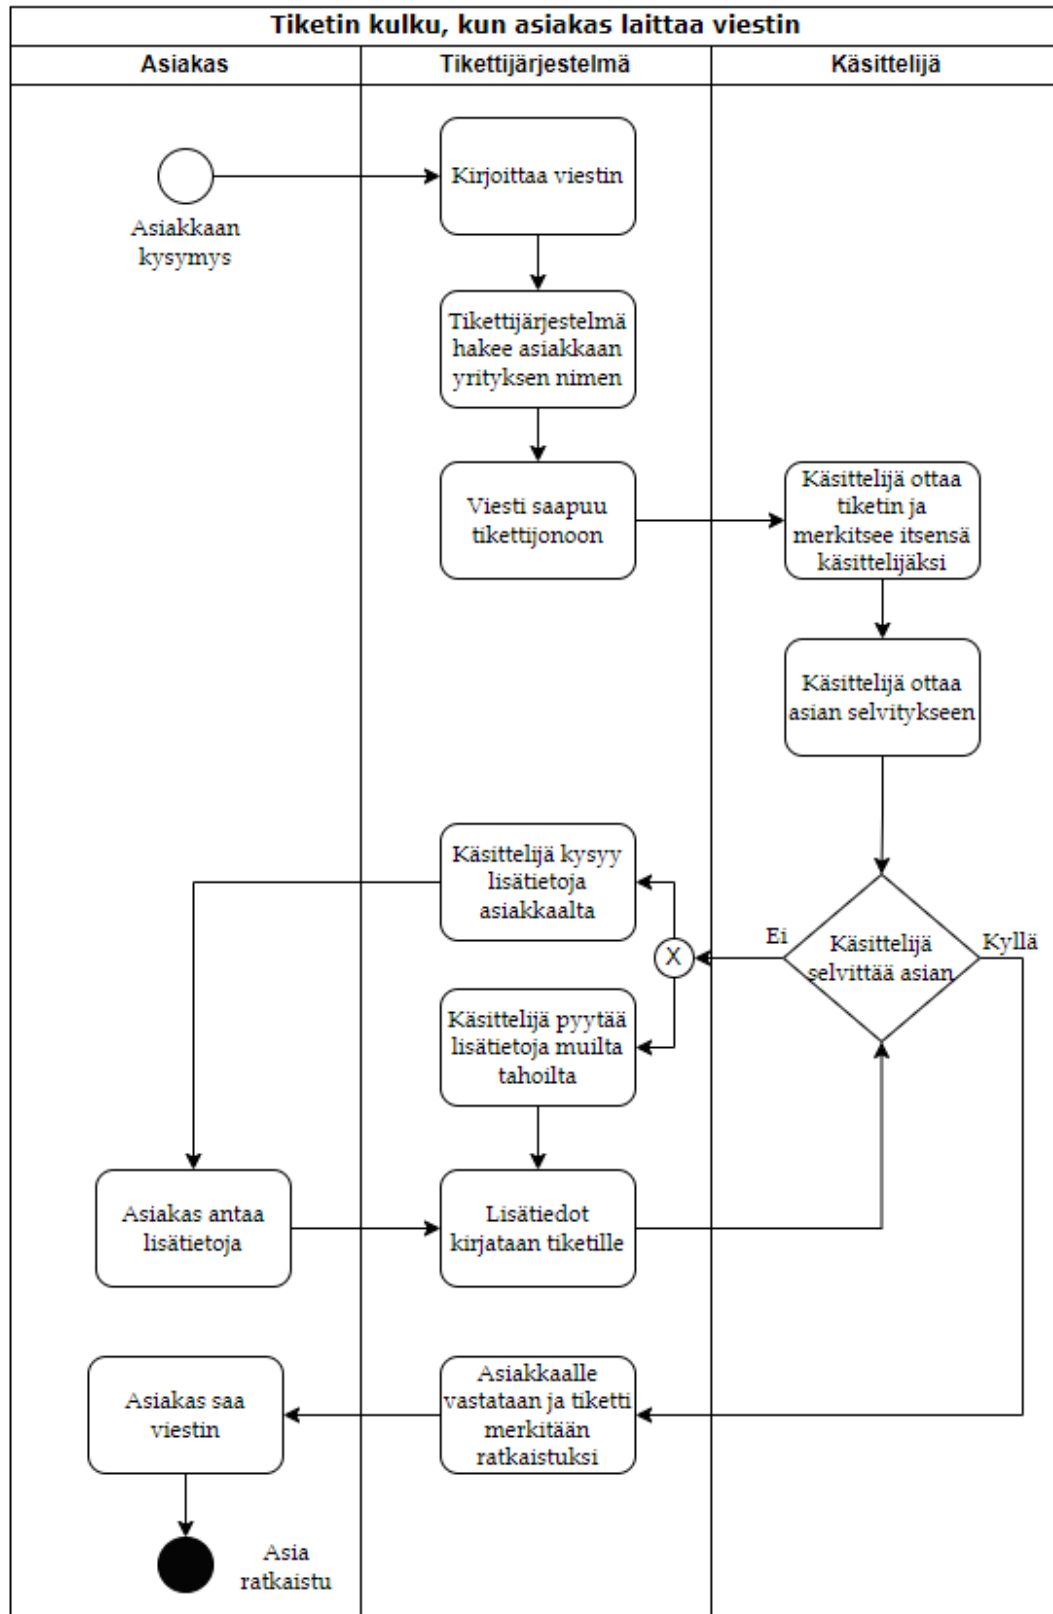 Tiketin kulku, kun asiakas laittaa viestin
Asiakas
Tikettijärjestelmä
Käsittelijä
Kirjoittaa viestin
Asiakkaan
kysymys
Tikettijärjestelmä
hakee asiakkaan
yrityksen nimen
Viesti saapuu
tikettijonoon
Käsittelijä ottaa
tiketin ja
merkitsee itsensä
käsittelijäksi
Käsittelijä ottaa
asian selvitykseen
Käsittelijä kysyy
lisätietoja
asiakkaalta
Ei
Käsittelijä
selvittää asian
Kyllä
X
Käsittelijä pyytää
lisätietoja muilta
tahoilta
Asiakas antaa
lisätietoja
Lisätiedot
kirjataan tiketille
Asiakas saa
viestin
Asiakkaalle
vastataan ja tiketti
merkitään
ratkaistuksi
Asia
ratkaistu